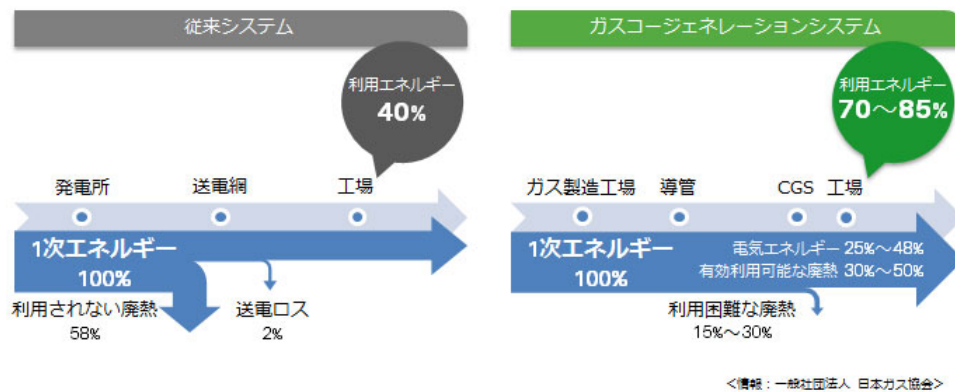 従来システム
利用エネルギー
40%
発電所
送電網
工場
1次エネルギー
100%
利用されない廃熱
58%
送電ロス
2%
ガスコージェネレーションシステム
利用エネルギー
70～85%
ガス製造工場
導管
CGS
工場
1次エネルギー
100%
電気エネルギー 25%～48%
有効利用可能な廃熱 30%～50%
利用困難な廃熱
15%～30%
<情報：一般社団法人 日本ガス協会>